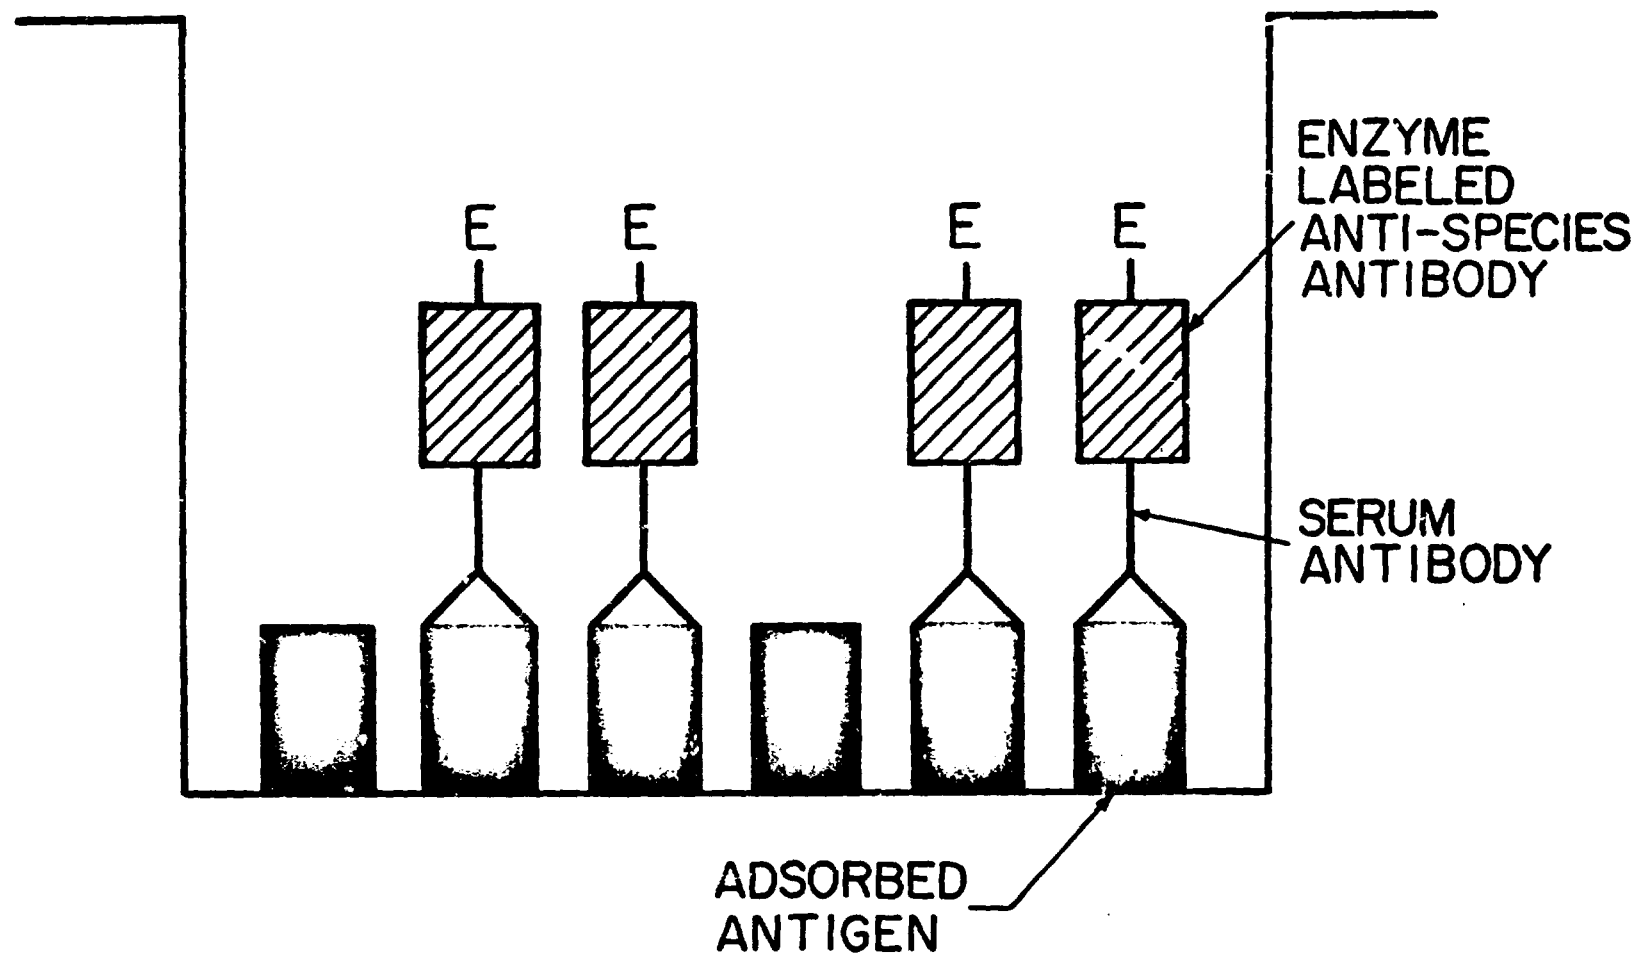 E E E E
ENZYME
LABELED
ANTI-SPECIES
ANTIBODY
SERUM
ANTIBODY
ADSORBED
ANTIGEN